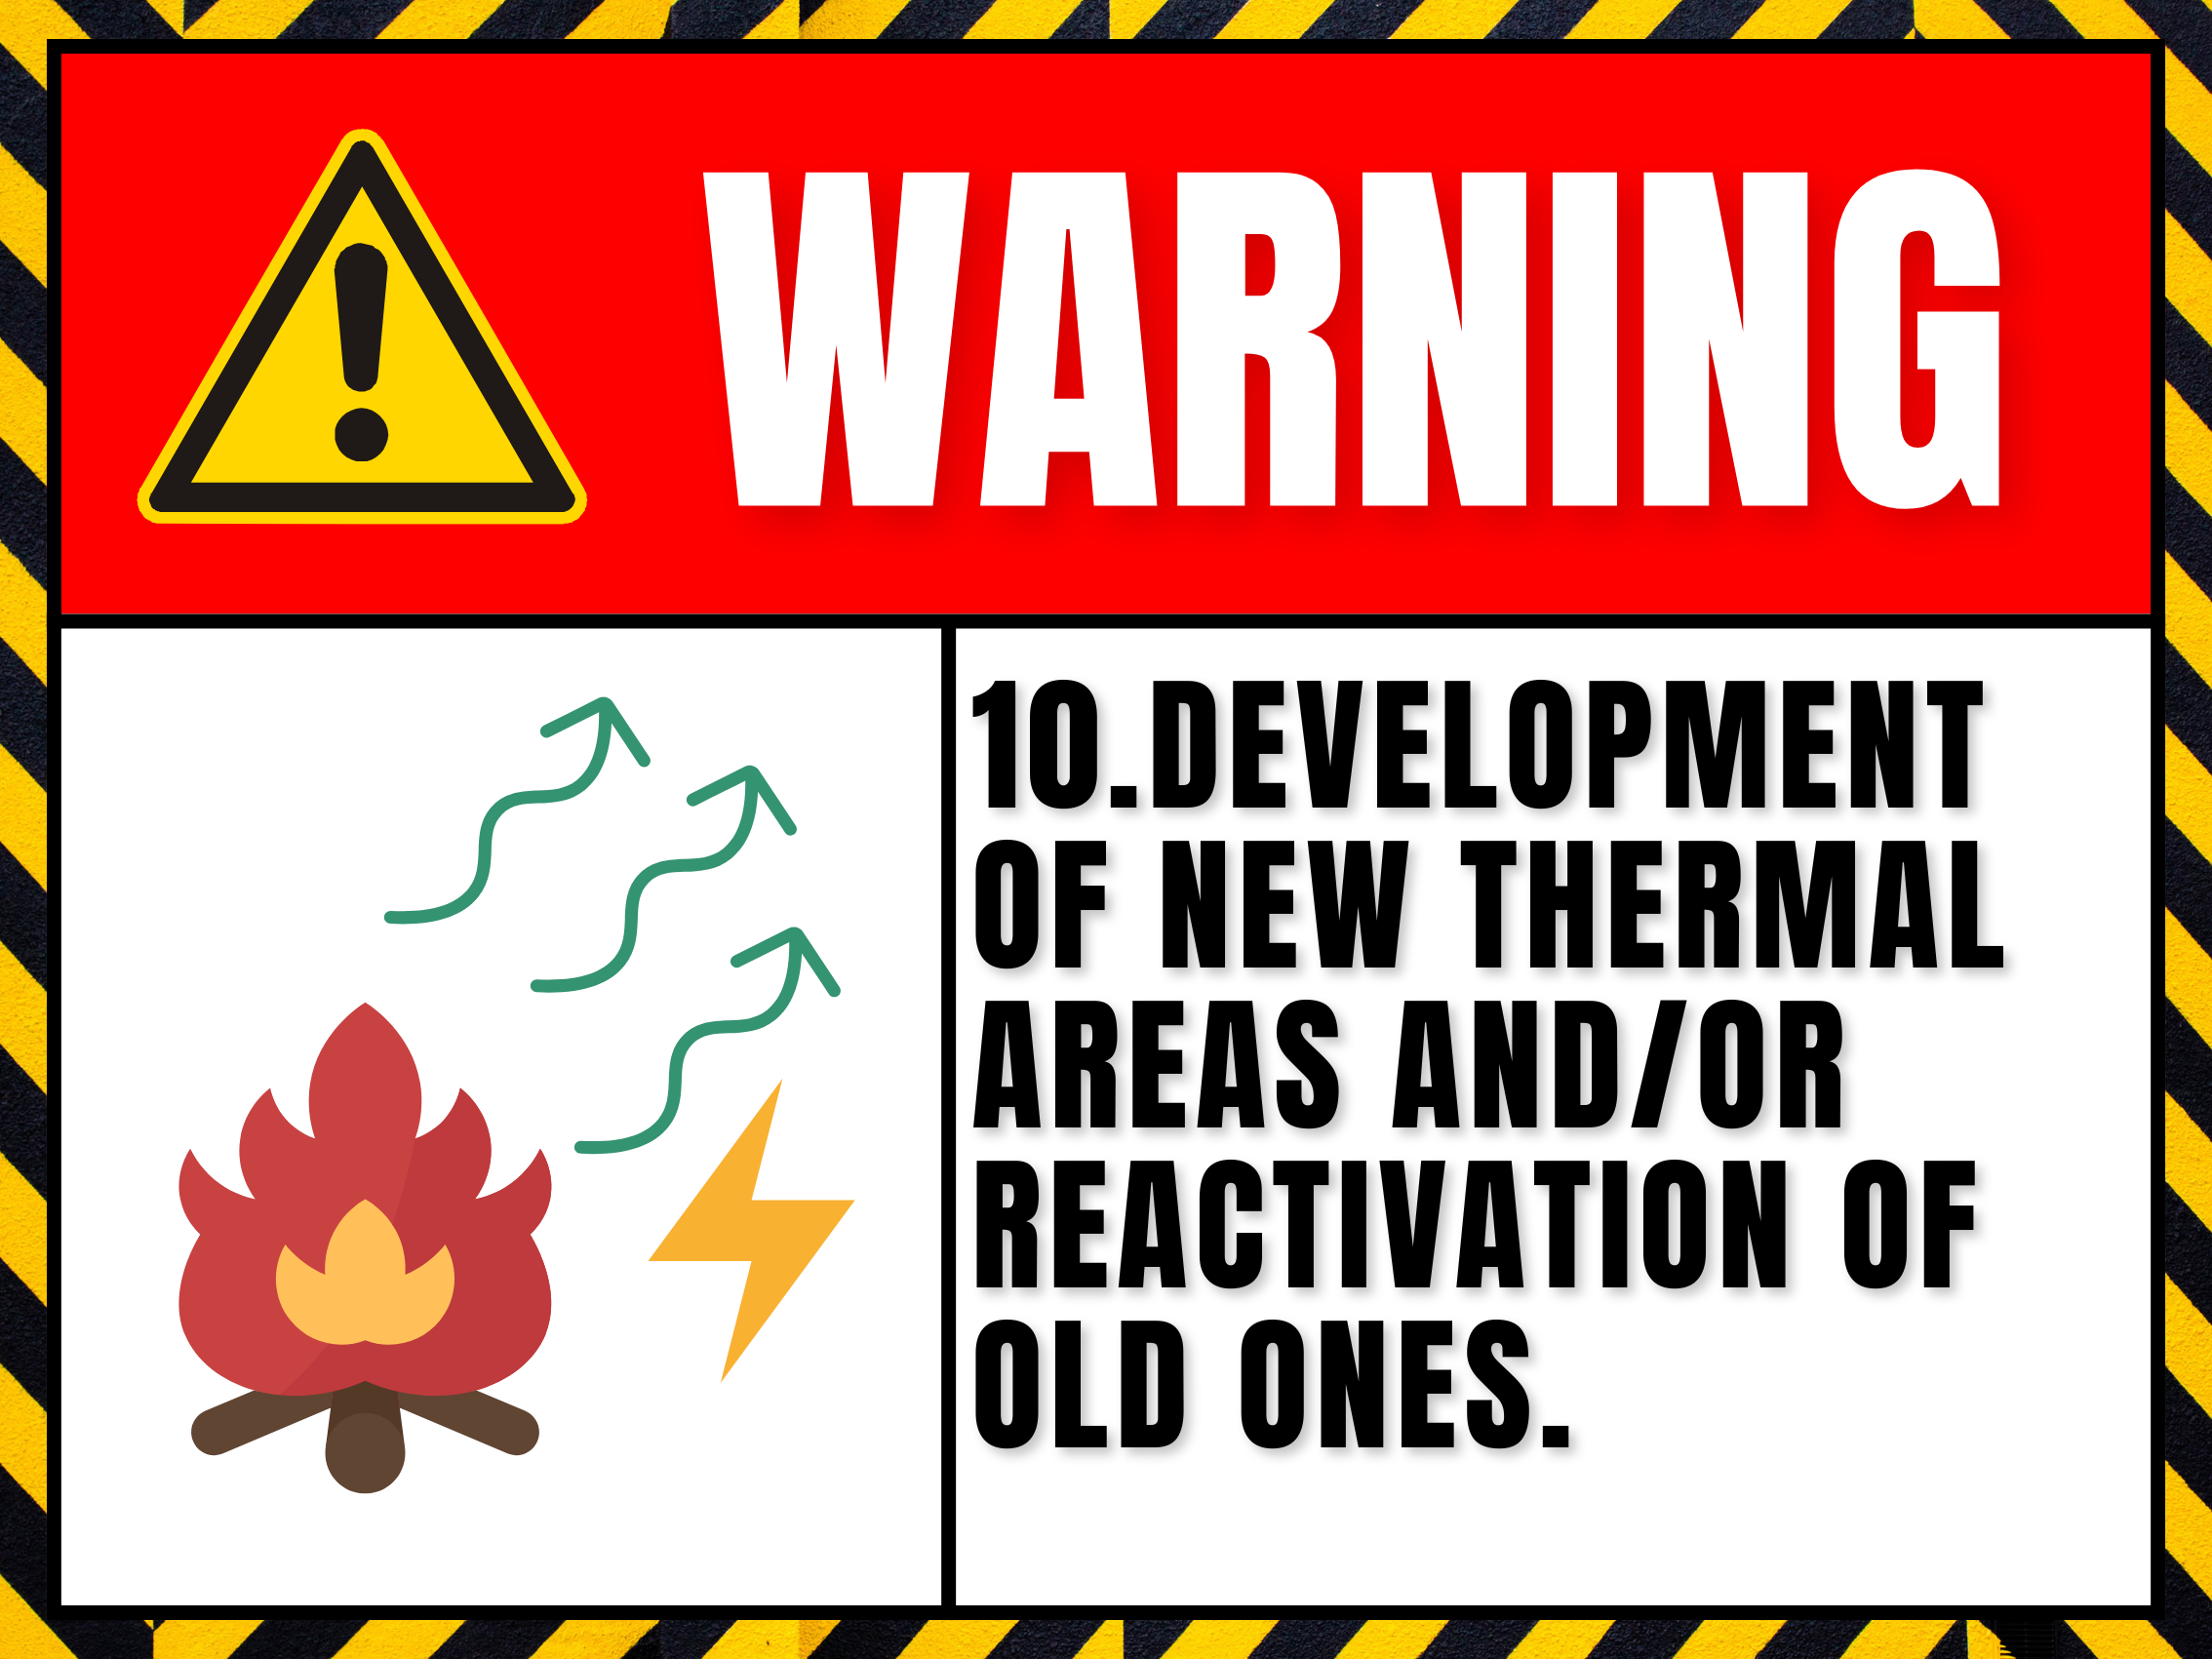 WARNING
10.DEVELOPMENT
OF NEW THERMAL
AREAS AND/OR
REACTIVATION OF
OLD ONES.